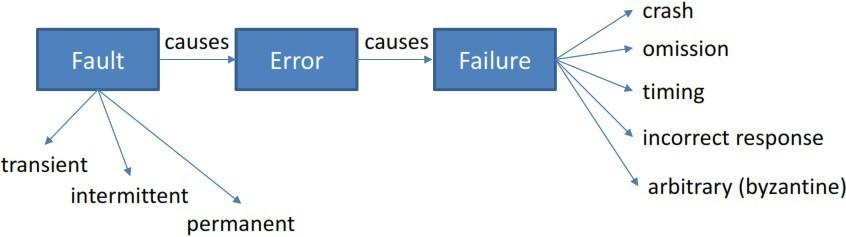 Fault
causes
Error
causes
Failure
crash
omission
timing
incorrect response
arbitrary (byzantine)
transient
intermittent
permanent